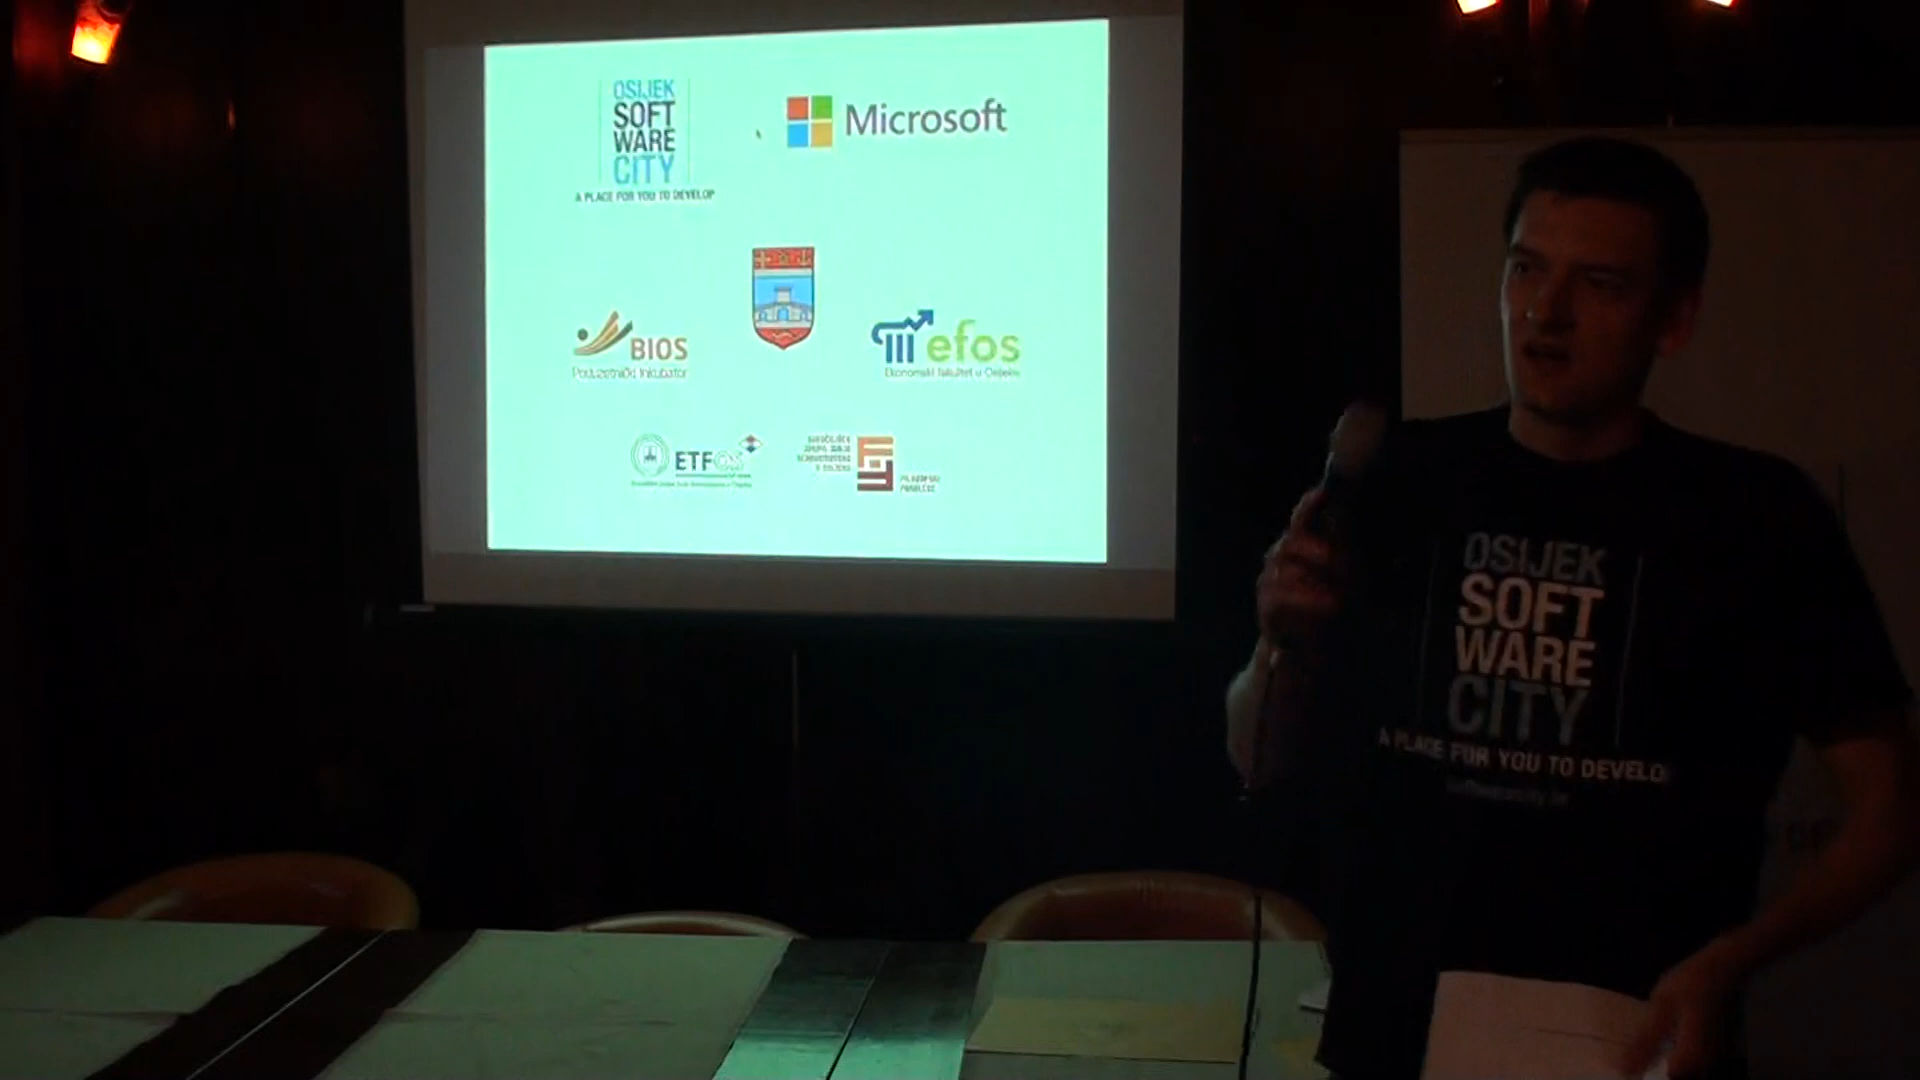 OSIJEK
SOFT
WARE
CITY
A PLACE FOR YOU TO DEVELOP
Microsoft
BIOS
Poduzetnički Inkubator
efos
Ekonomski fakultet u Osijeku
ETFOS
OSIJEK
SOFT
WARE
CITY
A PLACE FOR YOU TO DEVELO